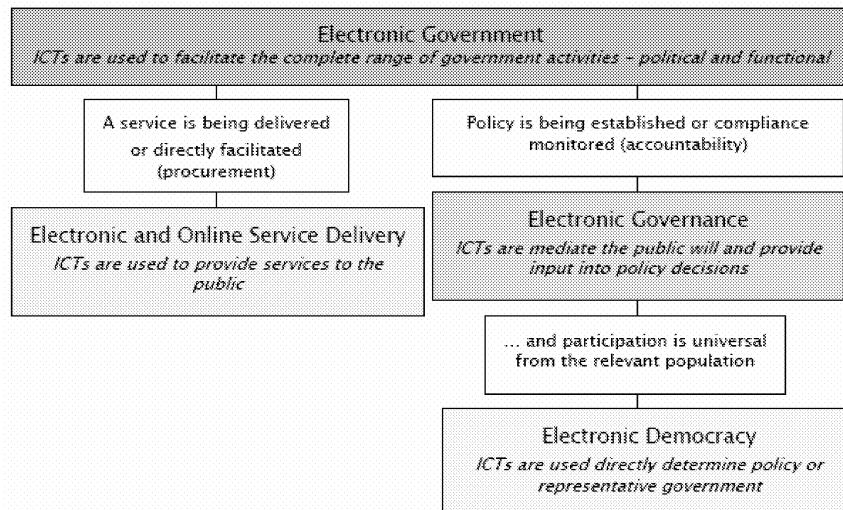 Electronic Government
ICTs are used to facilitate the complete range of government activities – political and functional
A service is being delivered
or directly facilitated
(procurement)
Policy is being established or compliance
monitored (accountability)
Electronic and Online Service Delivery
ICTs are used to provide services to the
public
Electronic Governance
ICTs are mediate the public will and provide
input into policy decisions
... and participation is universal
from the relevant population
Electronic Democracy
ICTs are used directly determine policy or
representative government